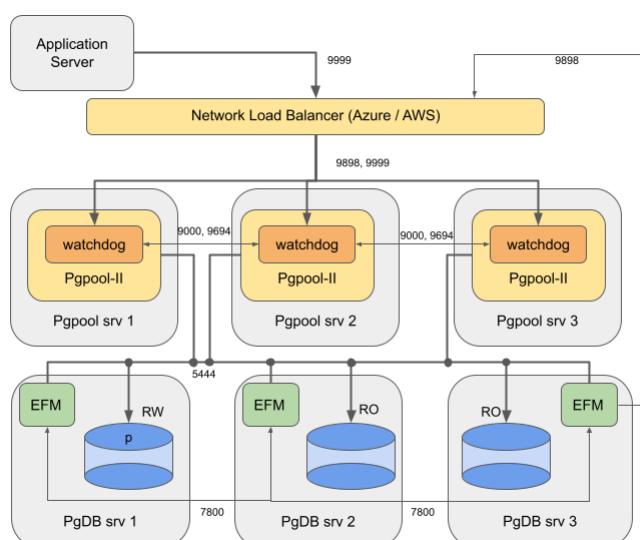 Application
Server
9999
9898
Network Load Balancer (Azure / AWS)
9898, 9999
watchdog
9000, 9694
watchdog
9000, 9694
watchdog
Pgpool-II
Pgpool-II
Pgpool-II
Pgpool srv 1
Pgpool srv 2
Pgpool srv 3
5444
EFM
RW
EFM
RO
RO
EFM
p
7800
7800
PgDB srv 1
PgDB srv 2
PgDB srv 3